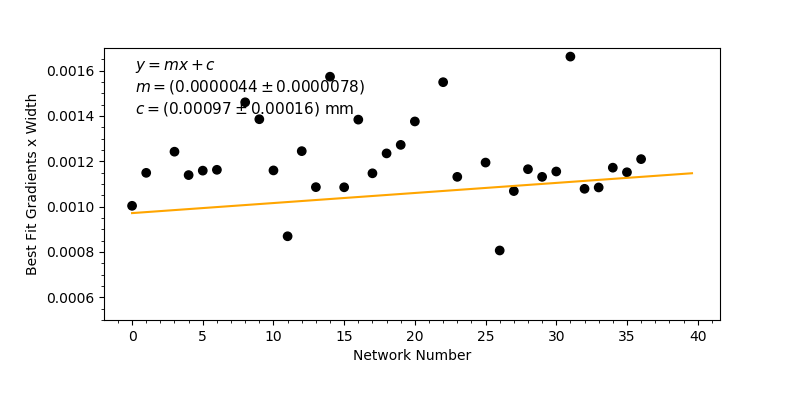 y = mx + c
m = (0.0000044 ± 0.0000078)
c = (0.00097 ± 0.00016) mm
0.0016
0.0014
0.0012
0.0010
0.0008
0.0006
Best Fit Gradients x Width
0 5 10 15 20 25 30 35 40
Network Number